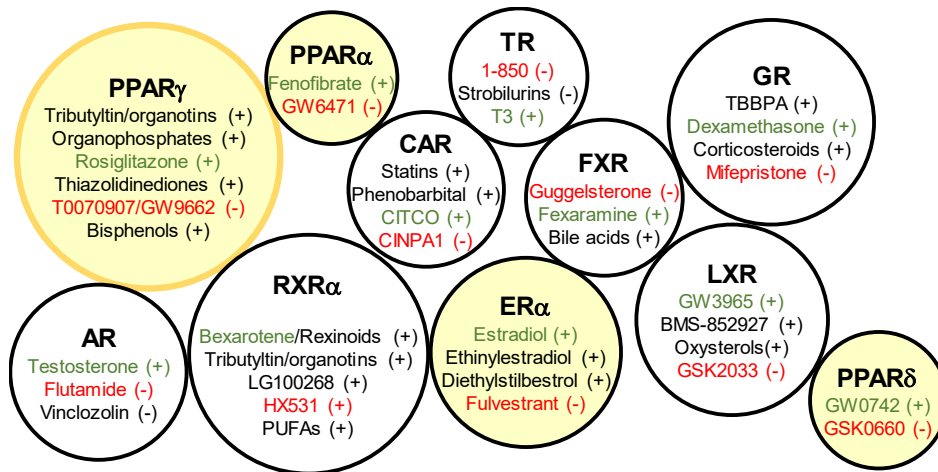 PPARγ
Tributyltin/organotins (+)
Organophosphates (+)
Rosiglitazone (+)
Thiazolidinediones (+)
T0070907/GW9662 (-)
Bisphenols (+)
PPARα
Fenofibrate (+)
GW6471 (-)
TR
1-850 (-)
Strobilurins (-)
T3 (+)
GR
TBBPA (+)
Dexamethasone (+)
Corticosteroids (+)
Mifepristone (-)
CAR
Statins (+)
Phenobarbital (+)
CITCO (+)
CINPA1 (-)
FXR
Guggelsterone (-)
Fexaramine (+)
Bile acids (+)
AR
Testosterone (+)
Flutamide (-)
Vinclozolin (-)
RXRα
Bexarotene/Rexinoids (+)
Tributyltin/organotins (+)
LG100268 (+)
HX531 (+)
PUFAs (+)
ERα
Estradiol (+)
Ethinylestradiol (+)
Diethylstilbestrol (+)
Fulvestrant (-)
LXR
GW3965 (+)
BMS-852927 (+)
Oxysterols(+)
GSK2033 (-)
PPARδ
GW0742 (+)
GSK0660 (-)